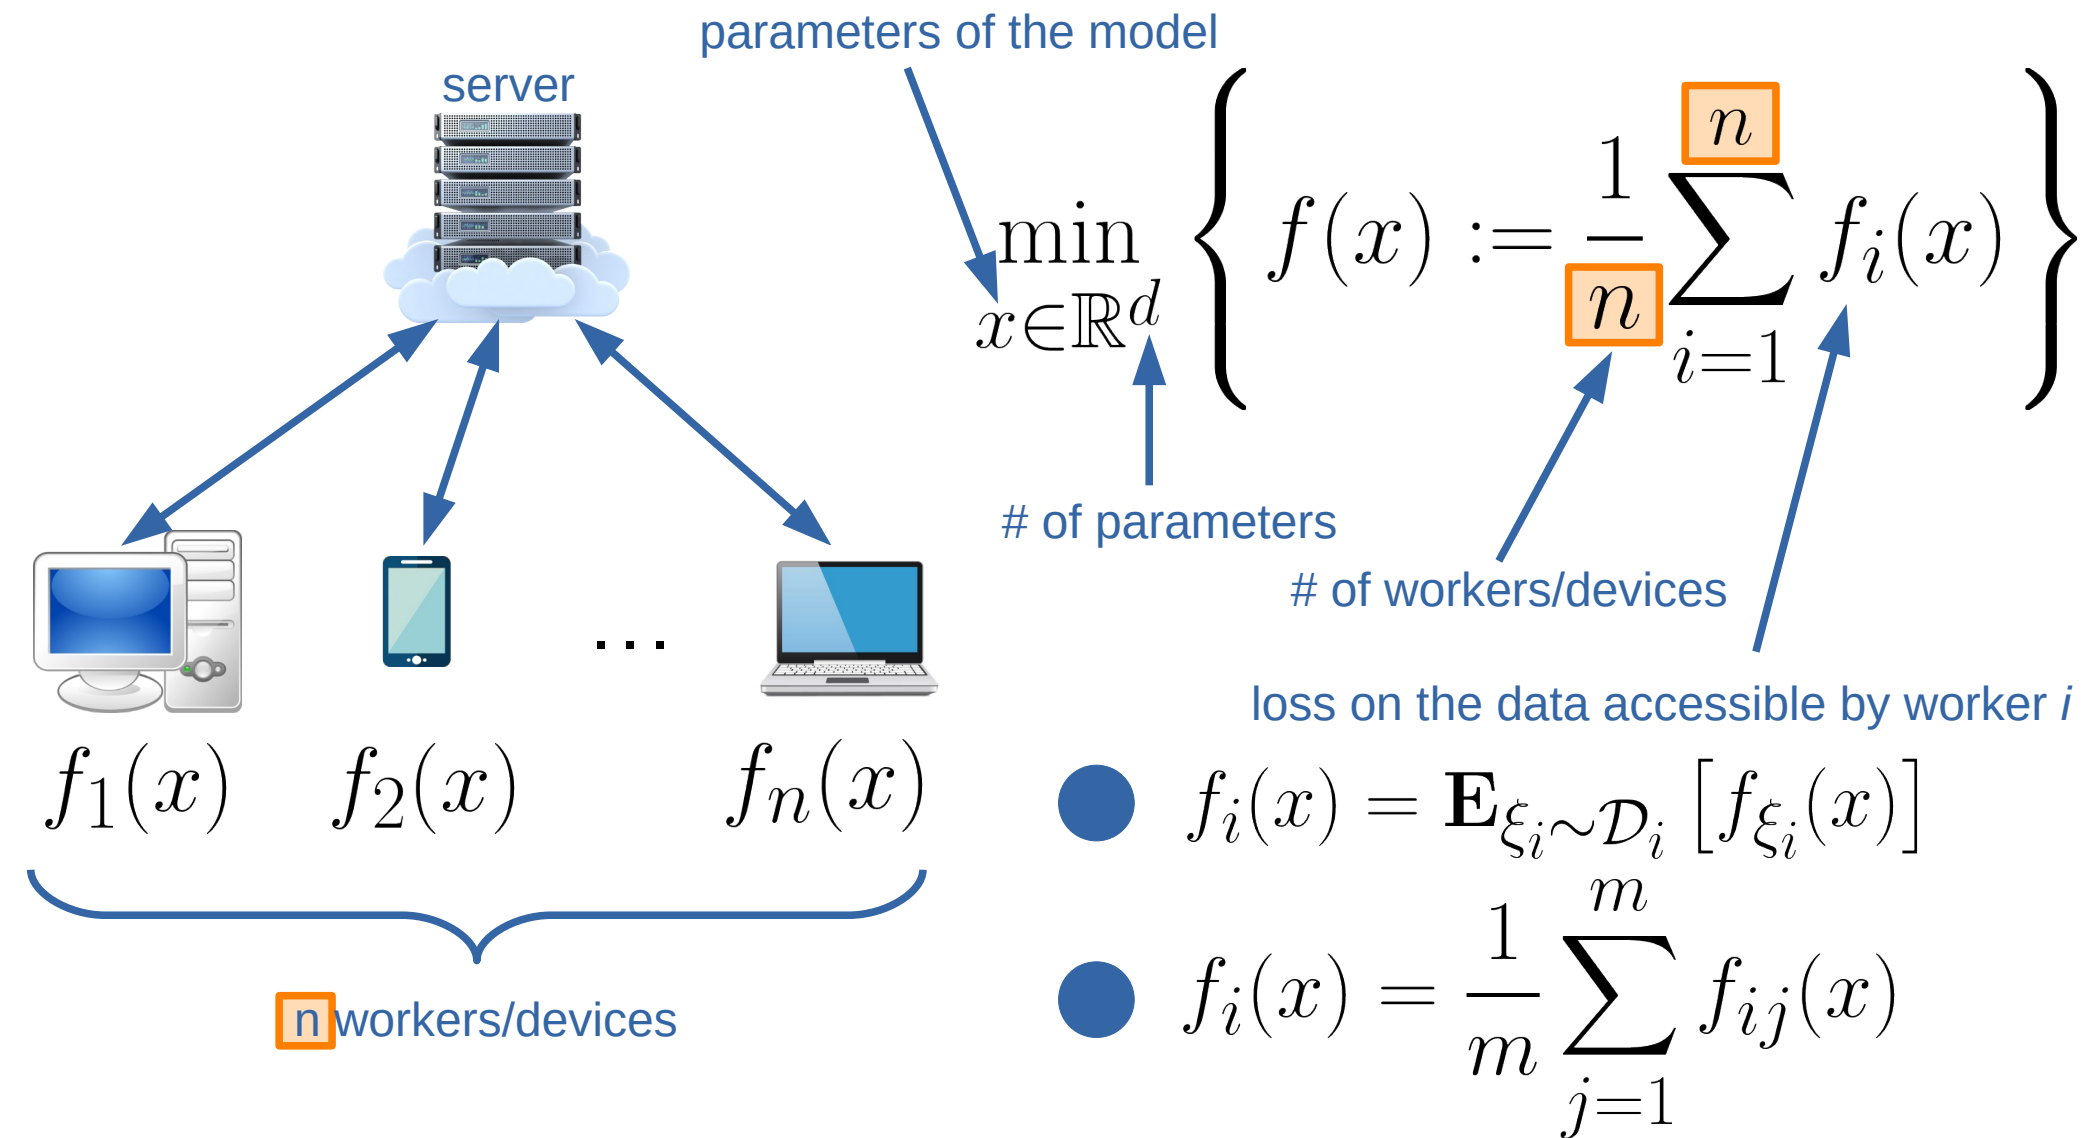 parameters of the model
server
min x∈ℝ^d { f(x) := 1/n ∑_{i=1}^{n} f_i(x) }
# of parameters
# of workers/devices
loss on the data accessible by worker i
...
f_1(x) f_2(x) f_n(x)
f_i(x) = E_{ξ_i∼𝒟_i} [f_{ξ_i}(x)]
f_i(x) = 1/m ∑_{j=1}^{m} f_{ij}(x)
n workers/devices